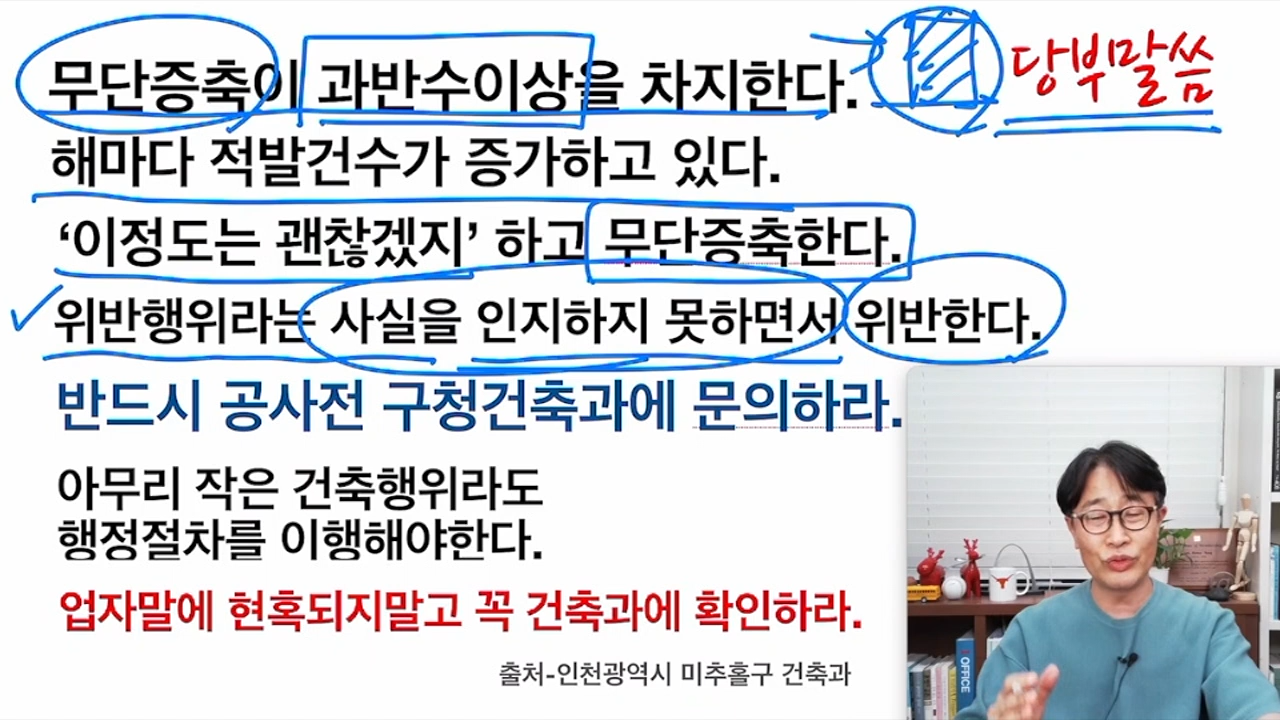 무단증축이 과반수이상을 차지한다.
당부말씀
해마다 적발건수가 증가하고 있다.
‘이정도는 괜찮겠지’ 하고 무단증축한다.
위반행위라는 사실을 인지하지 못하면서 위반한다.
반드시 공사전 구청건축과에 문의하라.
아무리 작은 건축행위라도
행정절차를 이행해야한다.
업자말에 현혹되지말고 꼭 건축과에 확인하라.
출처-인천광역시 미추홀구 건축과
OFFICE